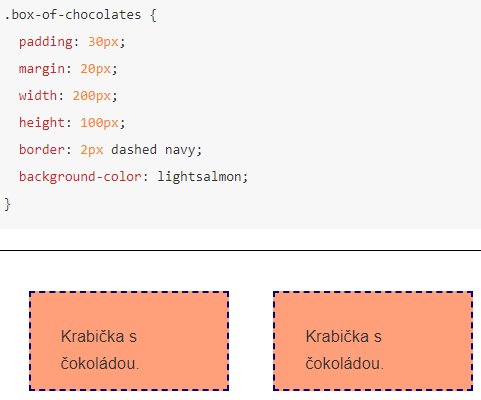 .box-of-chocolates {
padding: 30px;
margin: 20px;
width: 200px;
height: 100px;
border: 2px dashed navy;
background-color: lightsalmon;
}
Krabička s
čokoládou.
Krabička s
čokoládou.